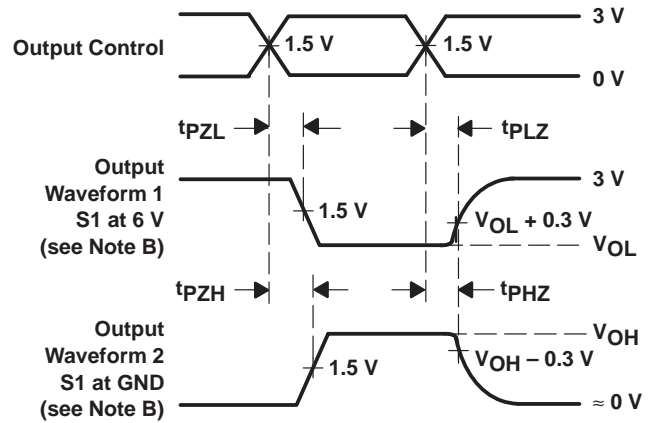 3 V
Output Control
1.5 V
1.5 V
0 V
tPZL
tPLZ
Output
Waveform 1
S1 at 6 V
(see Note B)
3 V
1.5 V
VOL + 0.3 V
VOL
tPZH
tPHZ
Output
Waveform 2
S1 at GND
(see Note B)
VOH
1.5 V
VOH – 0.3 V
≈ 0 V